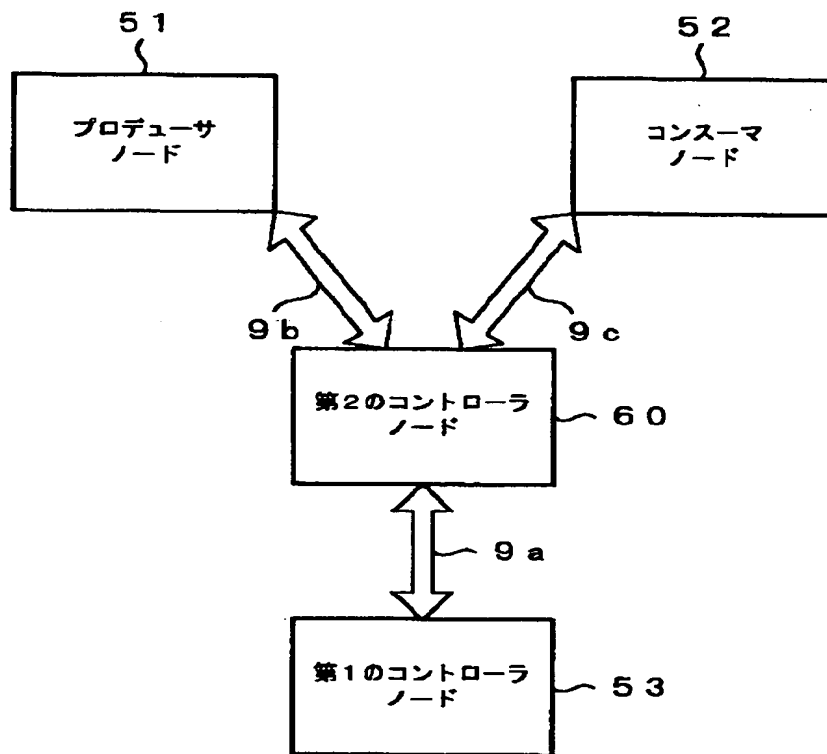 51
52
プロデューサ
ノード
コンスーマ
ノード
9b
9c
第2のコントローラ
ノード
60
9a
第1のコントローラ
ノード
53